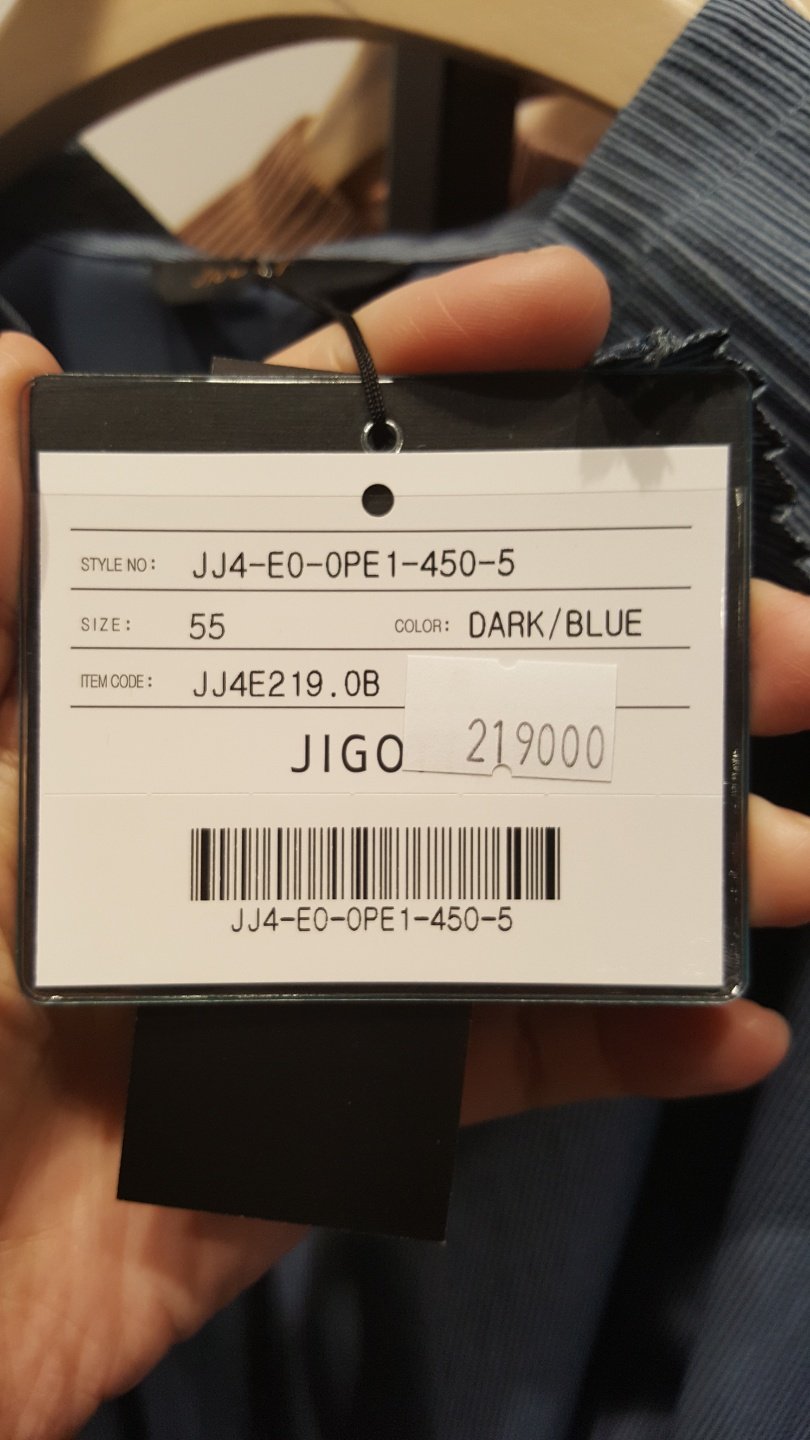 STYLE NO: JJ4-E0-0PE1-450-5
SIZE: 55 COLOR: DARK/BLUE
ITEM CODE: JJ4E219.0B
JIGO
219000
JJ4-E0-0PE1-450-5